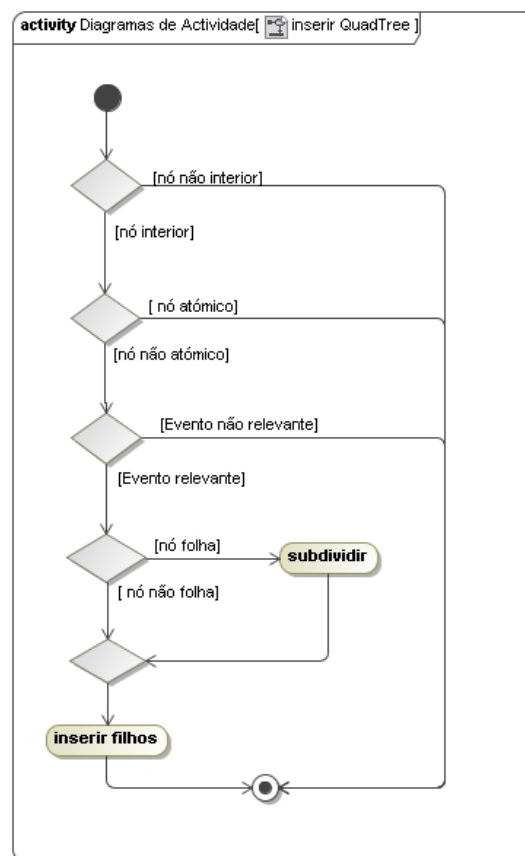 activity Diagramas de Actividade[ inserir QuadTree ]
[nó não interior]
[nó interior]
[ nó atómico]
[nó não atómico]
[Evento não relevante]
[Evento relevante]
[nó folha]
subdividir
[ nó não folha]
inserir filhos